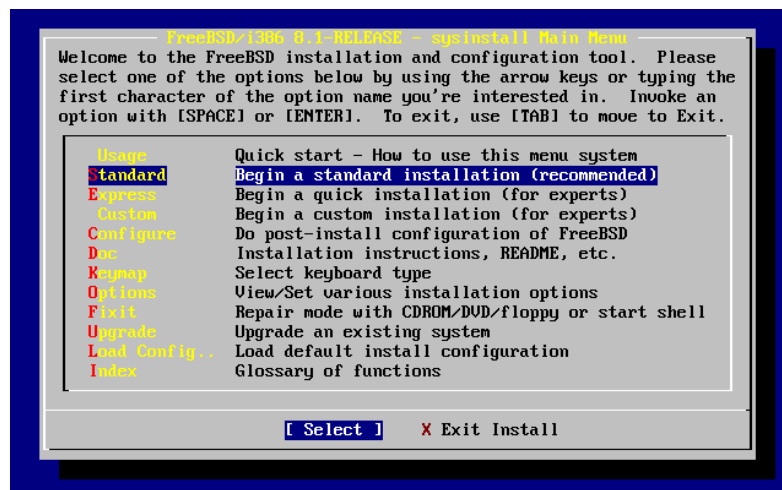 FreeBSD/i386 8.1-RELEASE - sysinstall Main Menu
Welcome to the FreeBSD installation and configuration tool.  Please
select one of the options below by using the arrow keys or typing the
first character of the option name you're interested in.  Invoke an
option with [SPACE] or [ENTER].  To exit, use [TAB] to move to Exit.
Usage Quick start - How to use this menu system
Standard Begin a standard installation (recommended)
Express Begin a quick installation (for experts)
Custom Begin a custom installation (for experts)
Configure Do post-install configuration of FreeBSD
Doc Installation instructions, README, etc.
Keymap Select keyboard type
Options View/Set various installation options
Fixit Repair mode with CDROM/DVD/floppy or start shell
Upgrade Upgrade an existing system
Load Config.. Load default install configuration
Index Glossary of functions
[ Select ] X Exit Install